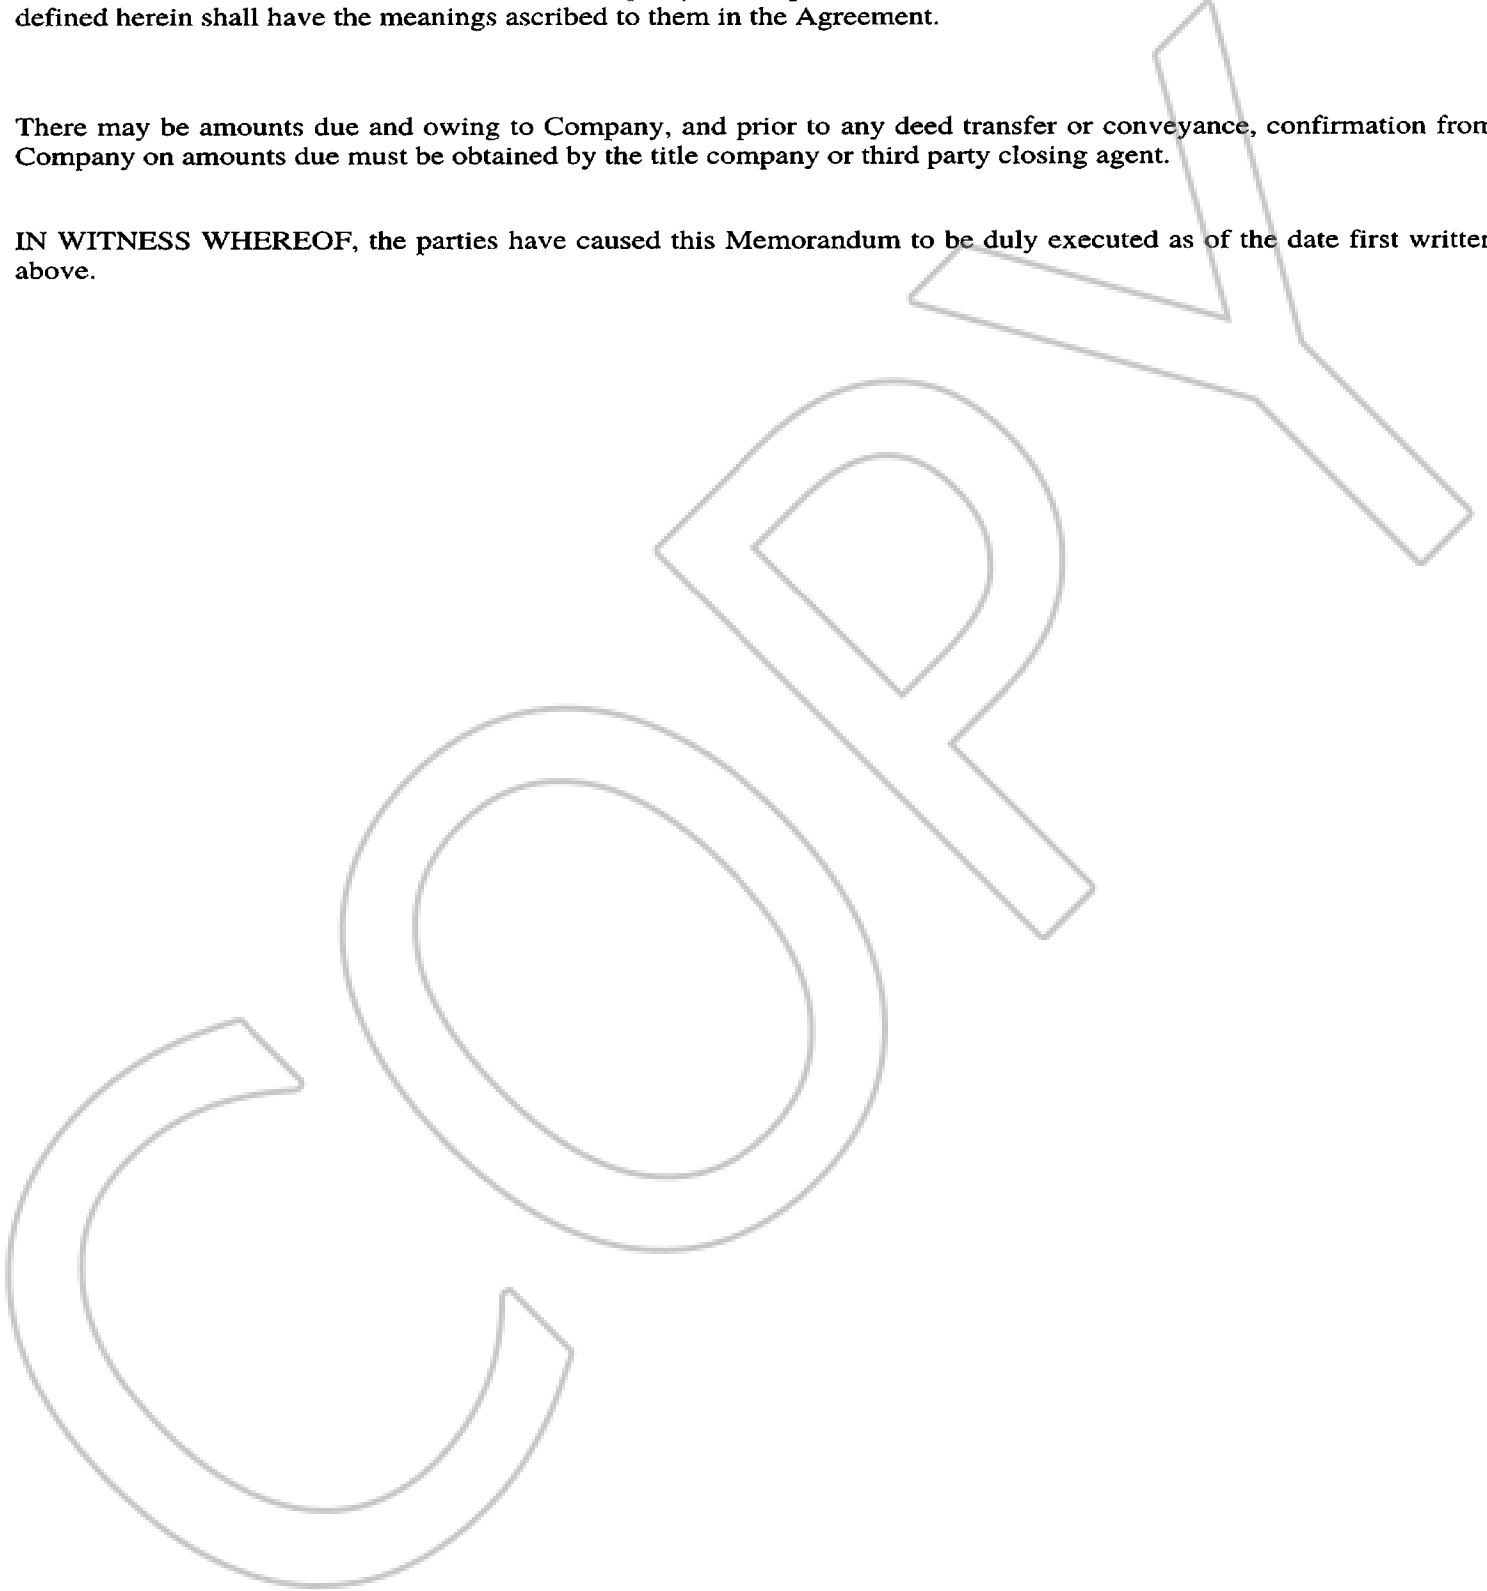 defined herein shall have the meanings ascribed to them in the Agreement.
There may be amounts due and owing to Company, and prior to any deed transfer or conveyance, confirmation from
Company on amounts due must be obtained by the title company or third party closing agent.
IN WITNESS WHEREOF, the parties have caused this Memorandum to be duly executed as of the date first written
above.
COPY